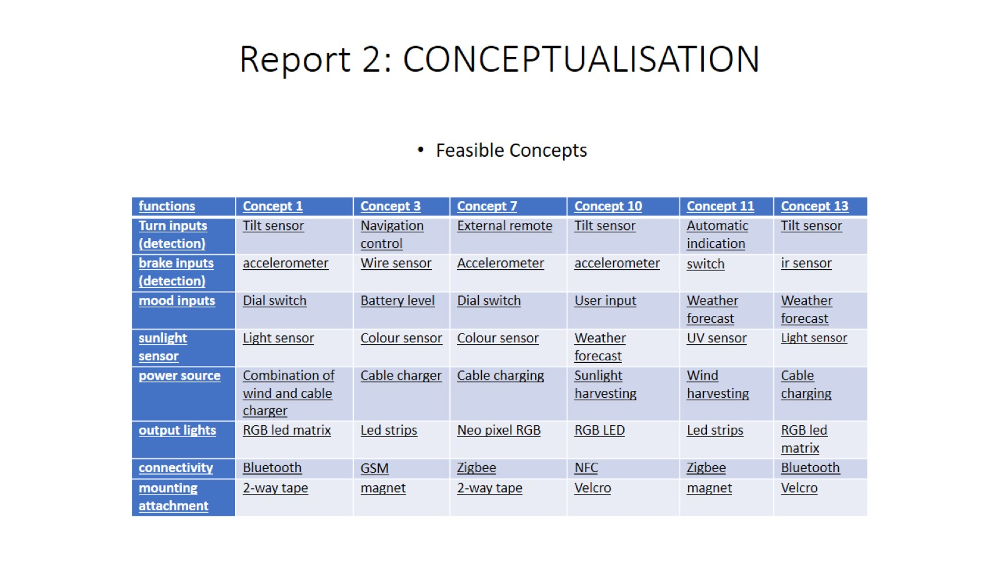 Report 2: CONCEPTUALISATION
• Feasible Concepts
functions Concept 1 Concept 3 Concept 7 Concept 10 Concept 11 Concept 13
Turn inputs Tilt sensor Navigation External remote Tilt sensor Automatic Tilt sensor
(detection) control indication
brake inputs accelerometer Wire sensor Accelerometer accelerometer switch ir sensor
(detection)
mood inputs Dial switch Battery level Dial switch User input Weather Weather
forecast forecast
sunlight Light sensor Colour sensor Colour sensor Weather UV sensor Light sensor
sensor forecast
power source Combination of Cable charger Cable charging Sunlight Wind Cable
wind and cable harvesting harvesting charging
charger
output lights RGB led matrix Led strips Neo pixel RGB RGB LED Led strips RGB led
matrix
connectivity Bluetooth GSM Zigbee NFC Zigbee Bluetooth
mounting 2-way tape magnet 2-way tape Velcro magnet Velcro
attachment